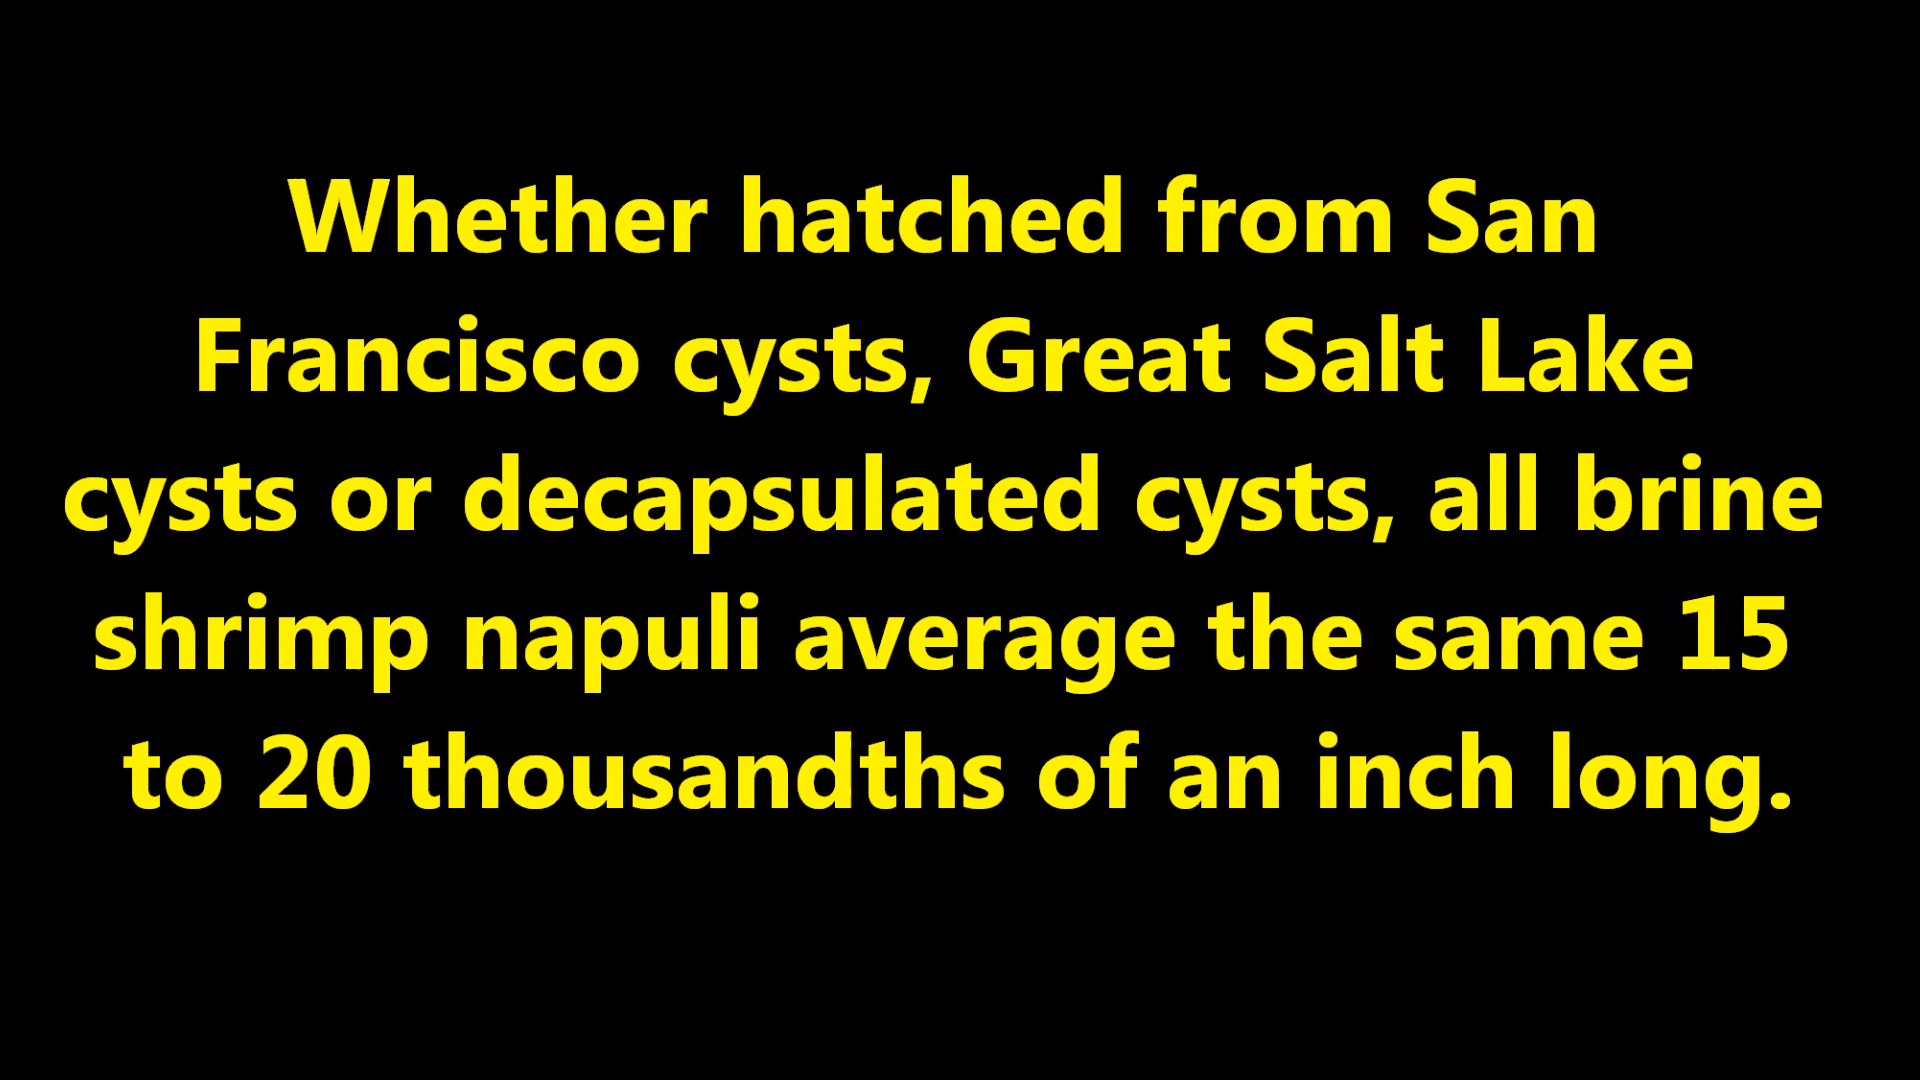 Whether hatched from San
Francisco cysts, Great Salt Lake
cysts or decapsulated cysts, all brine
shrimp napuli average the same 15
to 20 thousandths of an inch long.